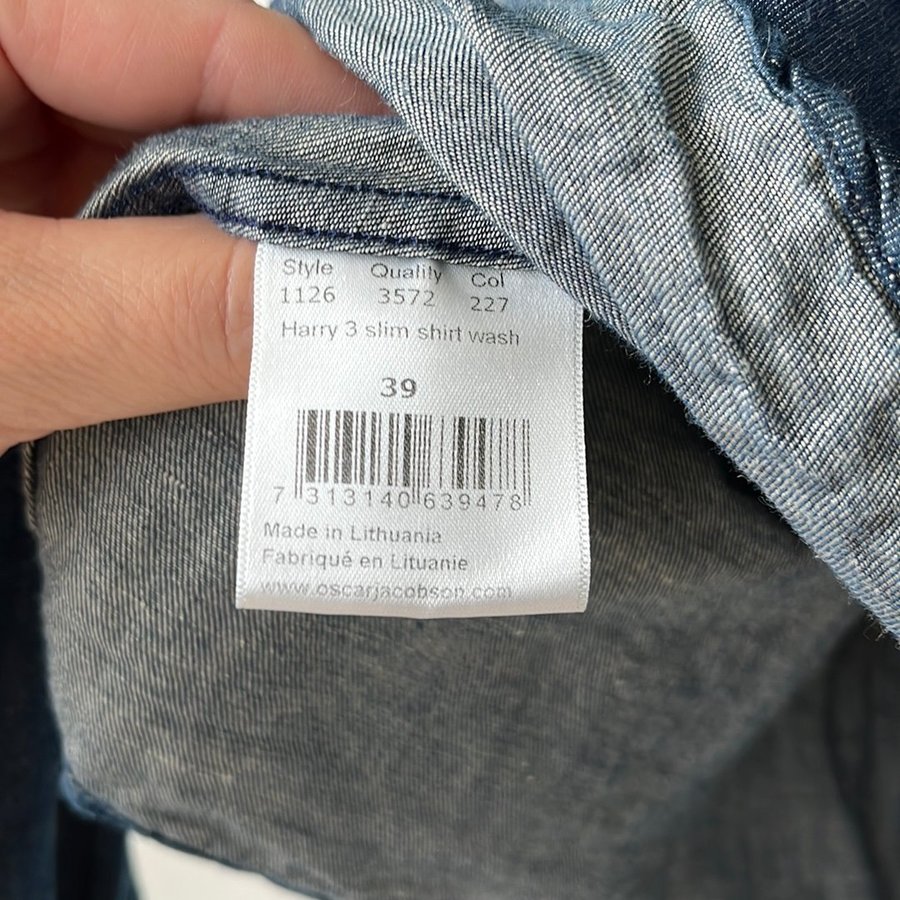 Style Quality Col
1126 3572 227
Harry 3 slim shirt wash
39
7 313140 639478
Made in Lithuania
Fabriqué en Lituanie
www.oscarjacobson.com